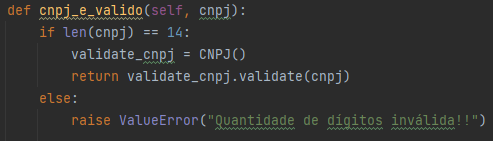 def cnpj_e_valido(self, cnpj):
    if len(cnpj) == 14:
        validate_cnpj = CNPJ()
        return validate_cnpj.validate(cnpj)
    else:
        raise ValueError("Quantidade de dígitos inválida!!")